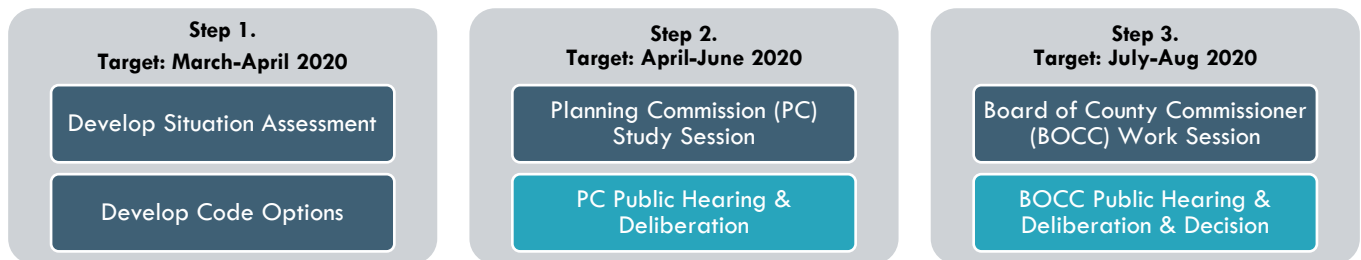 Step 1.
Target: March-April 2020
Develop Situation Assessment
Develop Code Options
Step 2.
Target: April-June 2020
Planning Commission (PC)
Study Session
PC Public Hearing &
Deliberation
Step 3.
Target: July-Aug 2020
Board of County Commissioner
(BOCC) Work Session
BOCC Public Hearing &
Deliberation & Decision